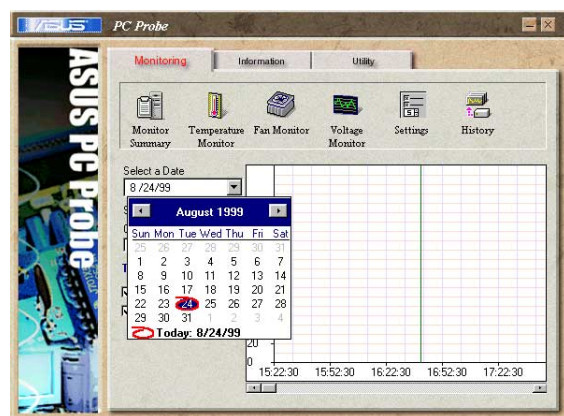 /ISUS PC Probe
ASUS PC Probe
Monitoring Information Utility
Monitor Summary
Temperature Monitor
Fan Monitor
Voltage Monitor
Settings
History
Select a Date
8 /24/99
August 1999
Sun Mon Tue Wed Thu Fri Sat
25 26 27 28 29 30 31
1 2 3 4 5 6 7
8 9 10 11 12 13 14
15 16 17 18 19 20 21
22 23 24 25 26 27 28
29 30 31 1 2 3 4
Today: 8/24/99
20
0
15:22:30 15:52:30 16:22:30 16:52:30 17:22:30